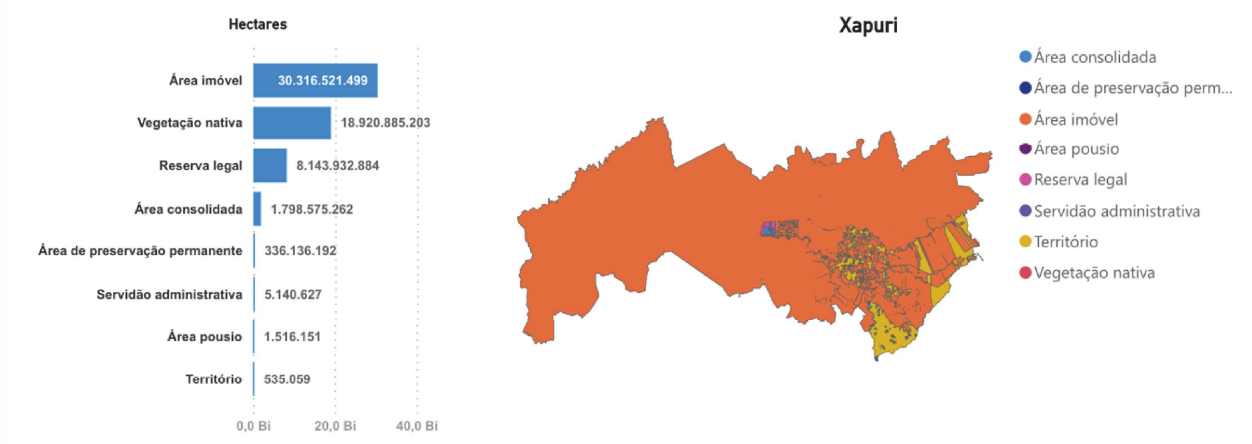 Hectares
Área imóvel
30.316.521.499
Vegetação nativa
18.920.885.203
Reserva legal
8.143.932.884
Área consolidada
1.798.575.262
Área de preservação permanente
336.136.192
Servidão administrativa
5.140.627
Área pousio
1.516.151
Território
535.059
0,0 Bi
20,0 Bi
40,0 Bi
Xapuri
Área consolidada
Área de preservação perm...
Área imóvel
Área pousio
Reserva legal
Servidão administrativa
Território
Vegetação nativa